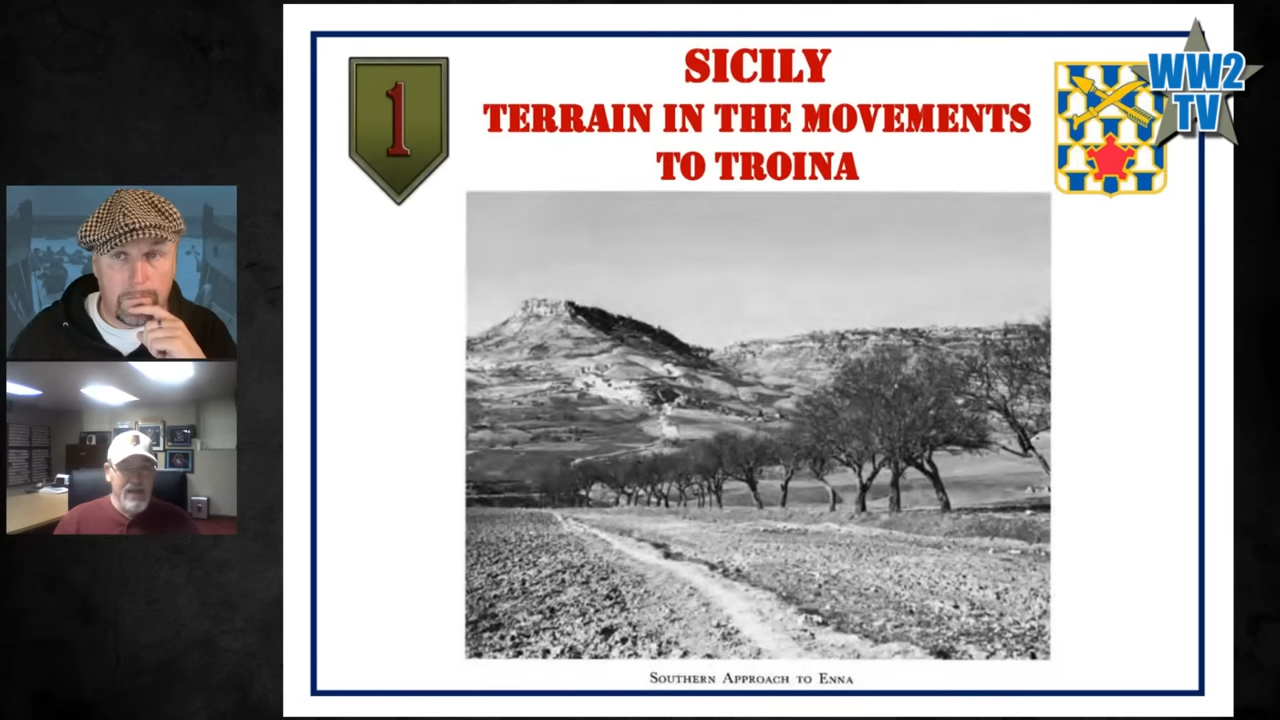 SICILY
TERRAIN IN THE MOVEMENTS
TO TROINA
1
WW2
TV
SOUTHERN APPROACH TO ENNA